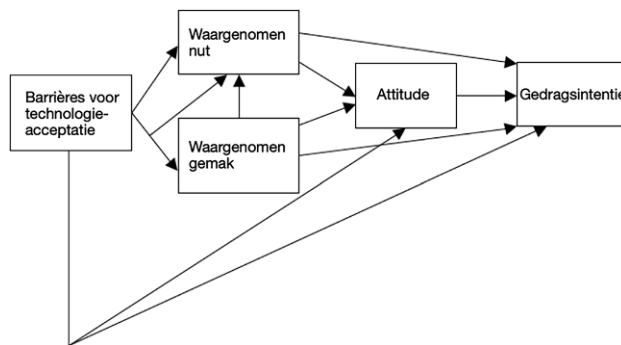 Waargenomen
nut
Barrières voor
technologie-
acceptatie
Attitude
Gedragsintentie
Waargenomen
gemak